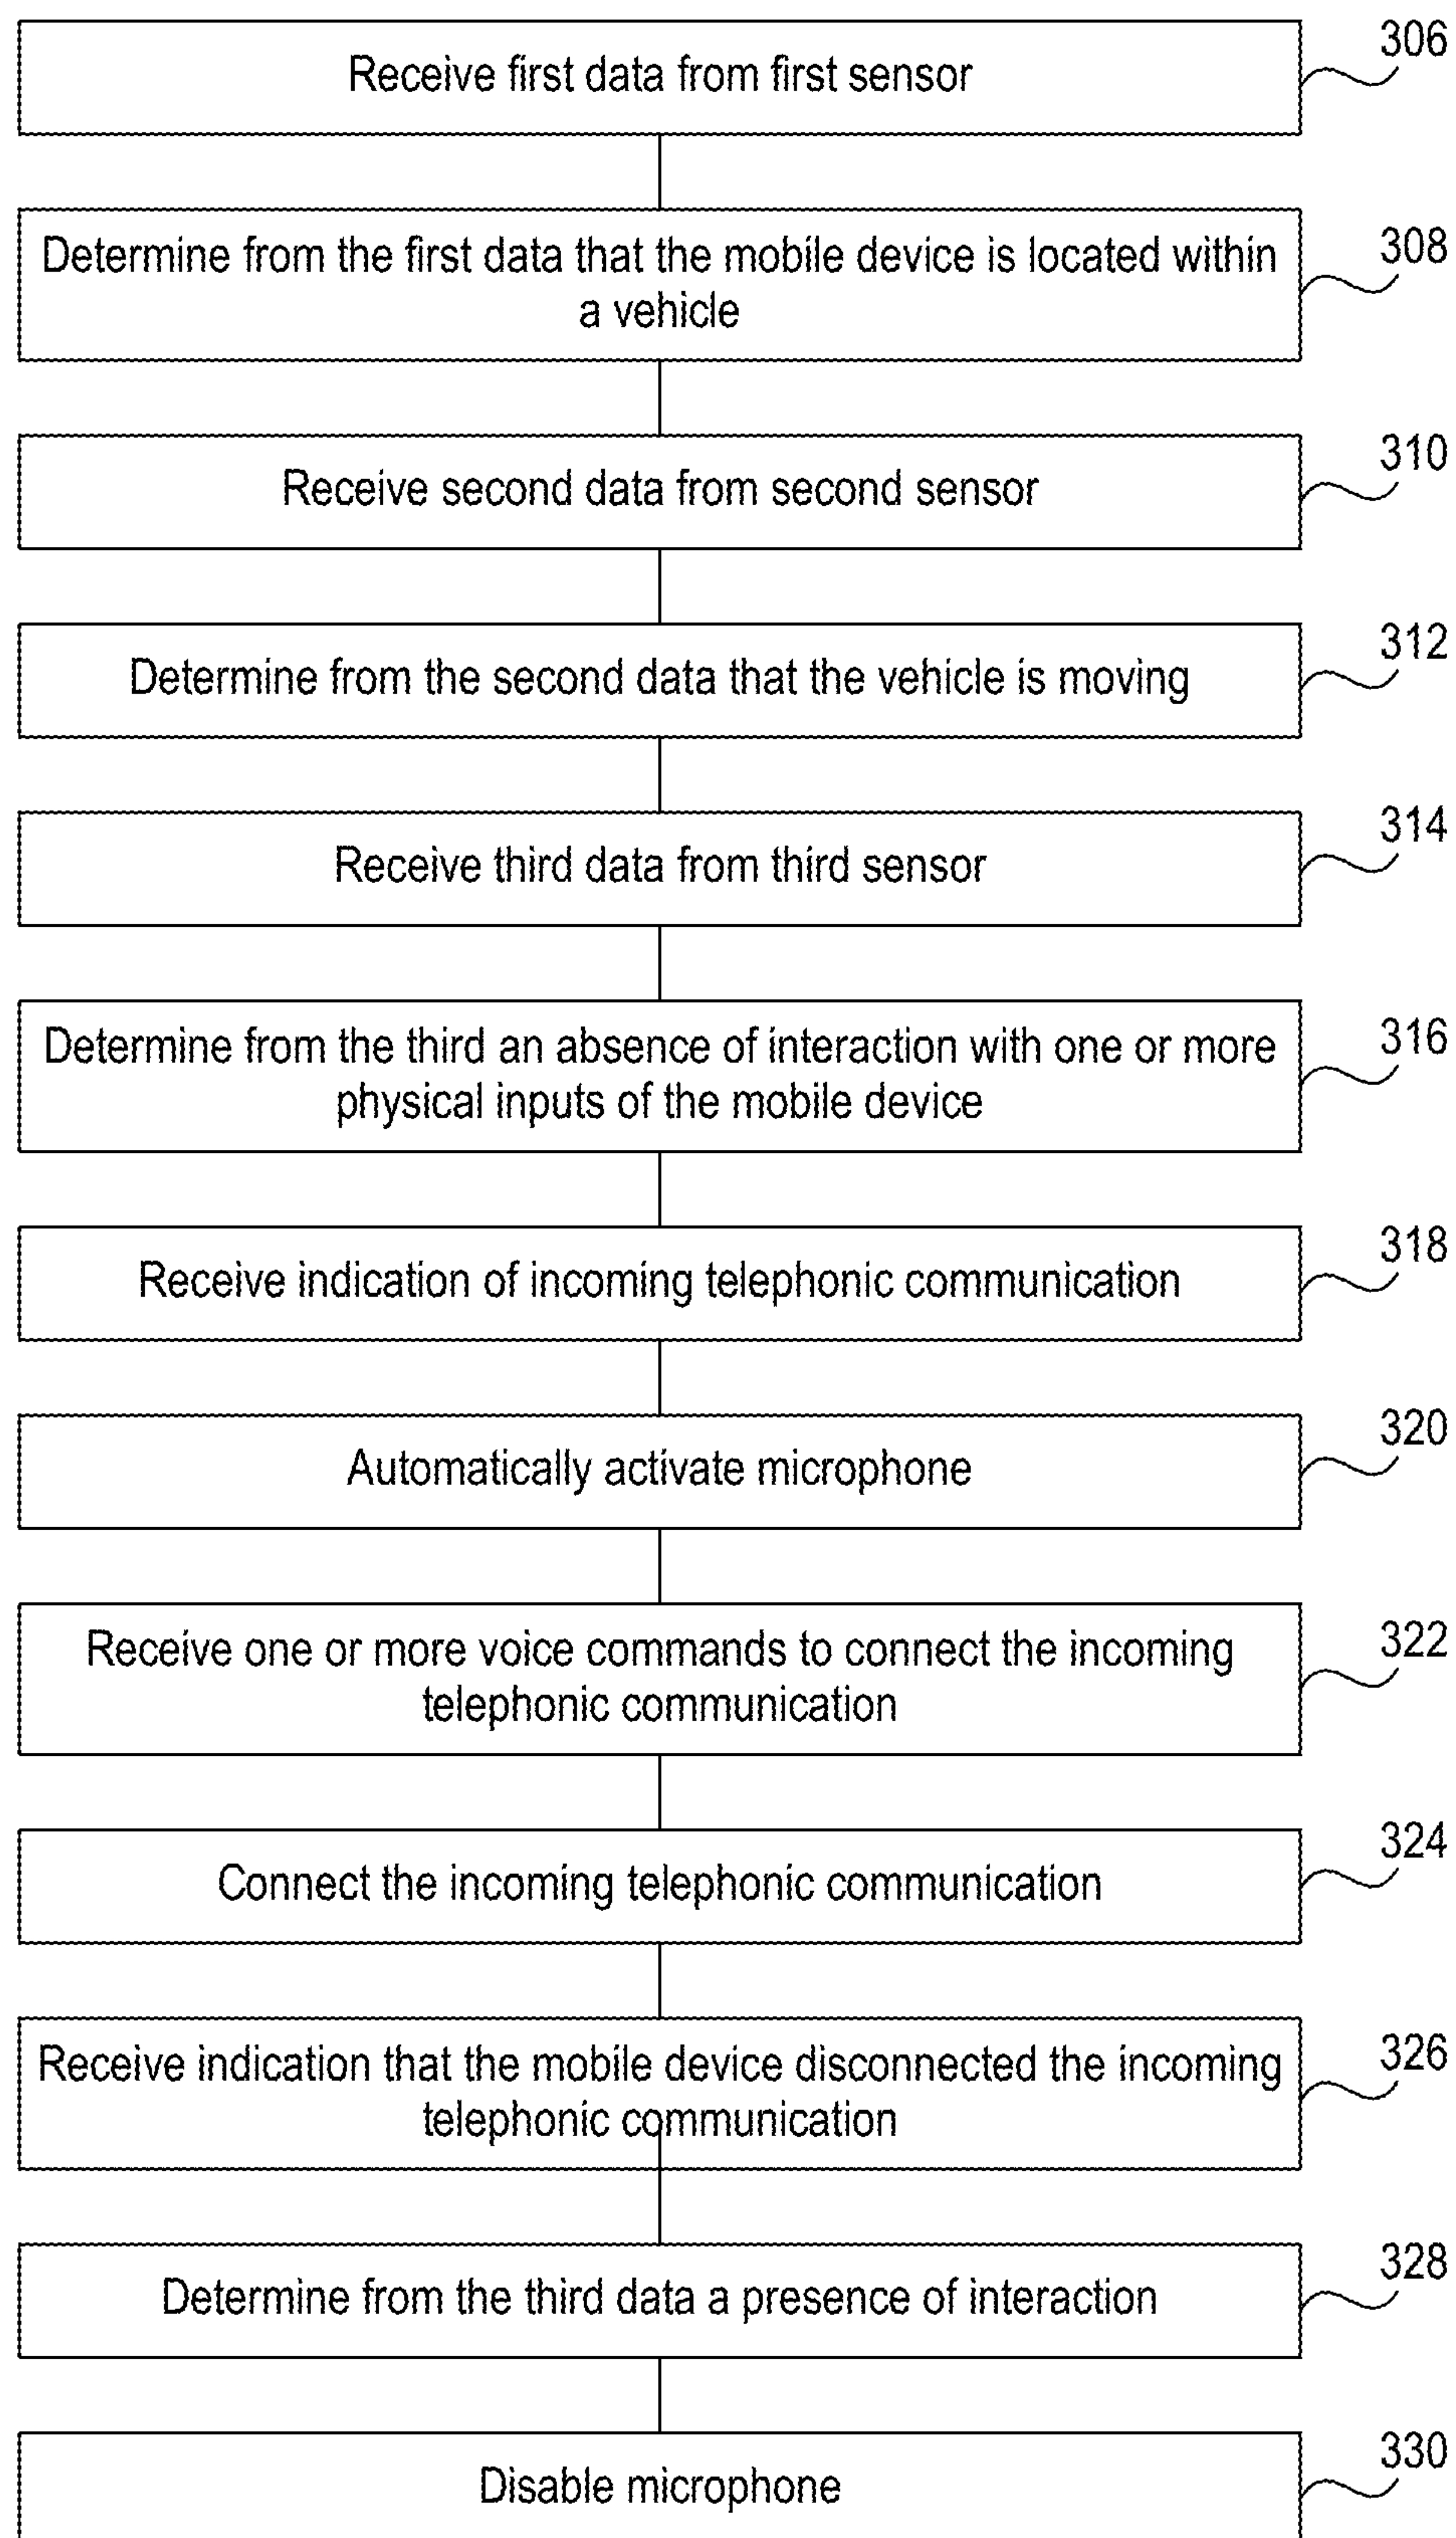 306
Receive first data from first sensor
308
Determine from the first data that the mobile device is located within
a vehicle
310
Receive second data from second sensor
312
Determine from the second data that the vehicle is moving
314
Receive third data from third sensor
316
Determine from the third an absence of interaction with one or more
physical inputs of the mobile device
318
Receive indication of incoming telephonic communication
320
Automatically activate microphone
322
Receive one or more voice commands to connect the incoming
telephonic communication
324
Connect the incoming telephonic communication
326
Receive indication that the mobile device disconnected the incoming
telephonic communication
328
Determine from the third data a presence of interaction
330
Disable microphone